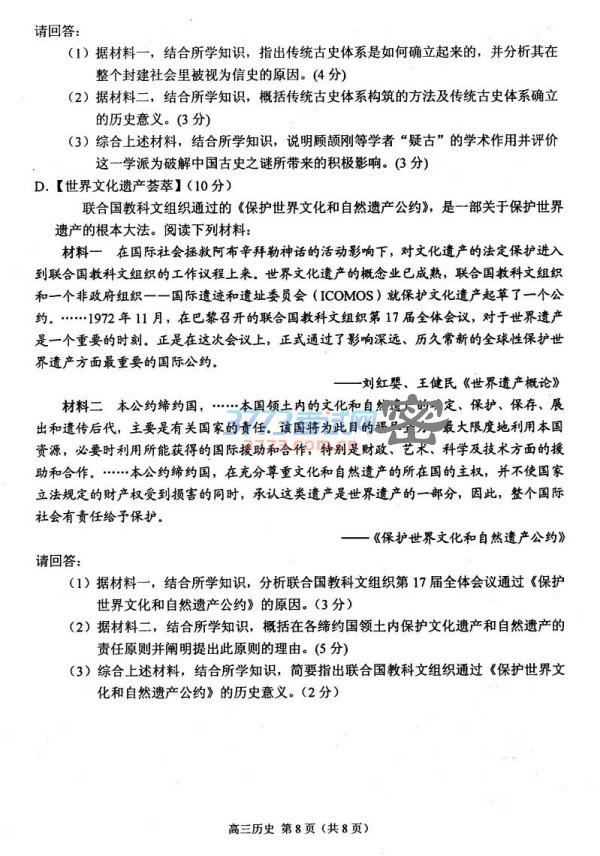 请回答：
（1）据材料一，结合所学知识，指出传统古史体系是如何确立起来的，并分析其在
整个封建社会里被视为信史的原因。（4 分）
（2）据材料二，结合所学知识，概括传统古史体系构筑的方法及传统古史体系确立
的历史意义。（3 分）
（3）综合上述材料，结合所学知识，说明顾颉刚等学者“疑古”的学术作用并评价
这一学派为破解中国古史之谜所带来的积极影响。（3 分）
D.【世界文化遗产荟萃】（10 分）
联合国教科文组织通过的《保护世界文化和自然遗产公约》，是一部关于保护世界
遗产的根本大法。阅读下列材料：
材料一 在国际社会拯救阿布辛拜勒神话的活动影响下，对文化遗产的法定保护进入
到联合国教科文组织的工作议程上来。世界文化遗产的概念业已成熟，联合国教科文组织
和一个非政府组织——国际遗迹和遗址委员会（ICOMOS）就保护文化遗产起草了一个公
约。……1972 年 11 月，在巴黎召开的联合国教科文组织第 17 届全体会议，对于世界遗产
是一个重要的时刻。正是在这次会议上，正式通过了影响深远、历久常新的全球性保护世
界遗产方面最重要的国际公约。
——刘红婴、王健民《世界遗产概论》
材料二 本公约缔约国，……本国领土内的文化和自然遗产的 定、保护、保存、展
出和遗传后代，主要是有关国家的责任。该国将为此目的竭尽全力，最大限度地利用本国
资源，必要时利用所能获得的国际援助和合作，特别是财政、艺术、科学及技术方面的援
助和合作。……本公约缔约国，在充分尊重文化和自然遗产的所在国的主权，并不使国家
立法规定的财产权受到损害的同时，承认这类遗产是世界遗产的一部分，因此，整个国际
社会有责任给予保护。
——《保护世界文化和自然遗产公约》
请回答：
（1）据材料一，结合所学知识，分析联合国教科文组织第 17 届全体会议通过《保护
世界文化和自然遗产公约》的原因。（3 分）
（2）据材料二，结合所学知识，概括在各缔约国领土内保护文化遗产和自然遗产的
责任原则并阐明提出此原则的理由。（5 分）
（3）综合上述材料，结合所学知识，简要指出联合国教科文组织通过《保护世界文
化和自然遗产公约》的历史意义。（2 分）
3773考试网
3773.com.cn
密
高三历史 第 8 页（共 8 页）